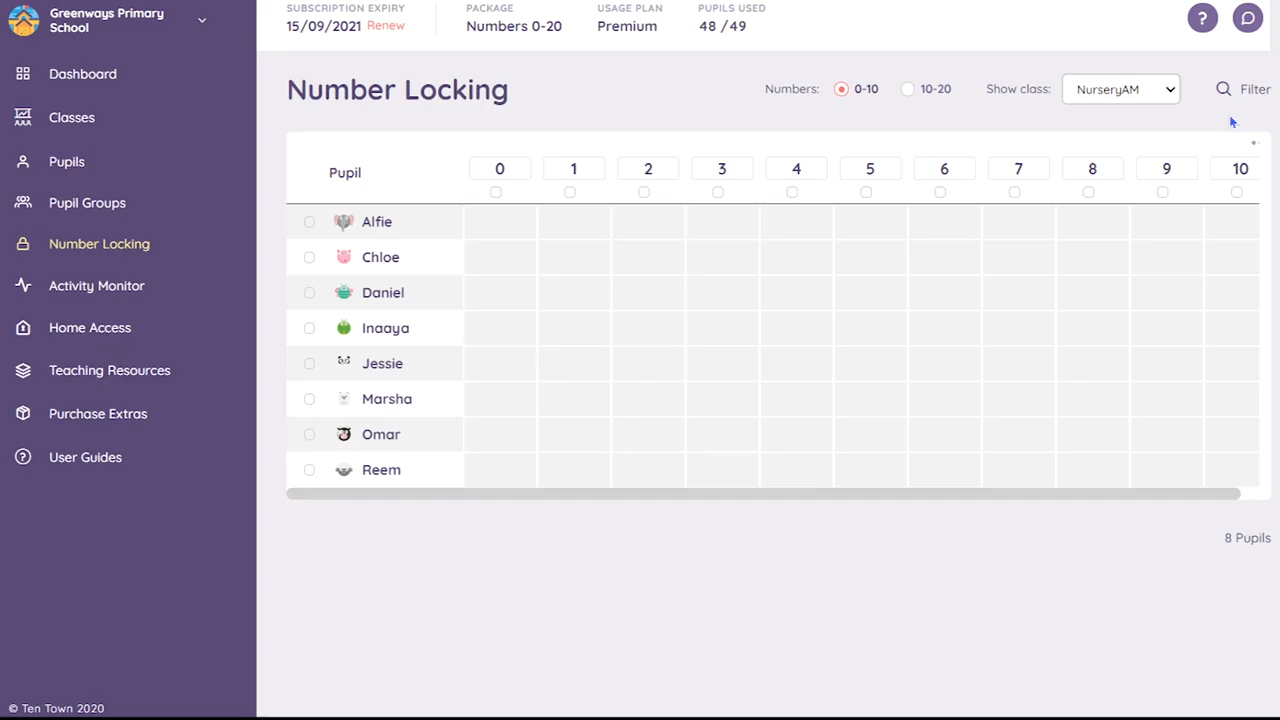 Greenways Primary
School
SUBSCRIPTION EXPIRY PACKAGE USAGE PLAN PUPILS USED
15/09/2021 Renew Numbers 0-20 Premium 48 /49
?
Dashboard
Classes
Pupils
Pupil Groups
Number Locking
Activity Monitor
Home Access
Teaching Resources
Purchase Extras
User Guides
© Ten Town 2020
Number Locking Numbers: 0-10 10-20 Show class: NurseryAM Filter
Pupil 0 1 2 3 4 5 6 7 8 9 10
Alfie
Chloe
Daniel
Inaaya
Jessie
Marsha
Omar
Reem
8 Pupils